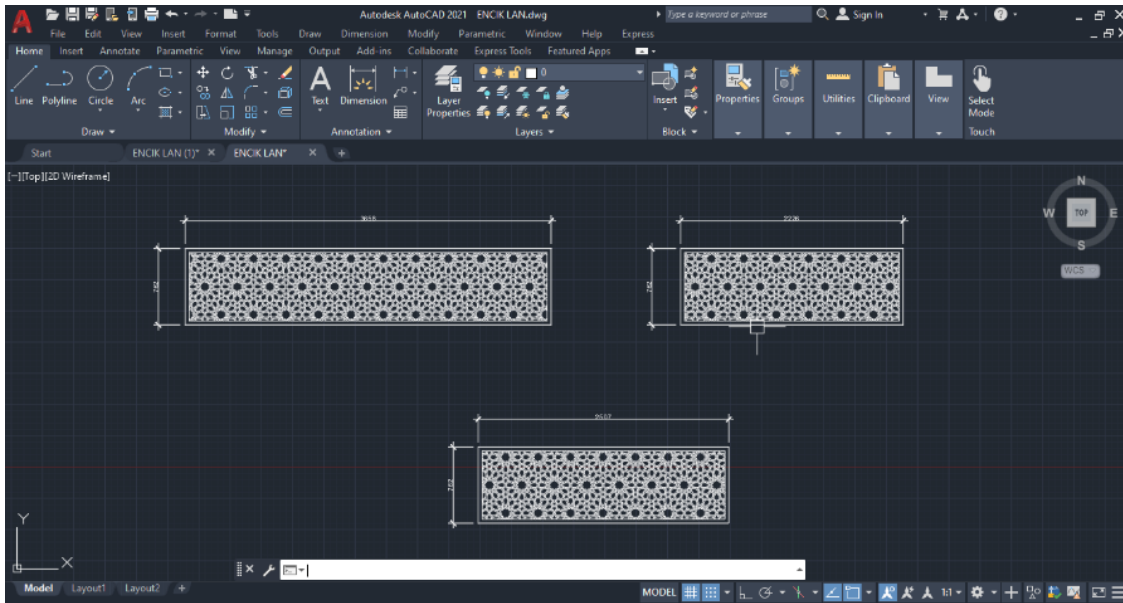 Autodesk AutoCAD 2021 ENCIK LAN.dwg
Type a keyword or phrase
Sign In
File Edit View Insert Format Tools Draw Dimension Modify Parametric Window Help Express
Home Insert Annotate Parametric View Manage Output Add-ins Collaborate Express Tools Featured Apps
0
Line Polyline Circle Arc
Text Dimension
Layer Properties
Insert
Properties Groups Utilities Clipboard View
Select Mode
Draw Modify Annotation Layers Block Touch
Start ENCIK LAN (1)* ENCIK LAN*
[−][Top][2D Wireframe]
N
W TOP E
S
WCS
Y
X
Model Layout1 Layout2
MODEL
1:1